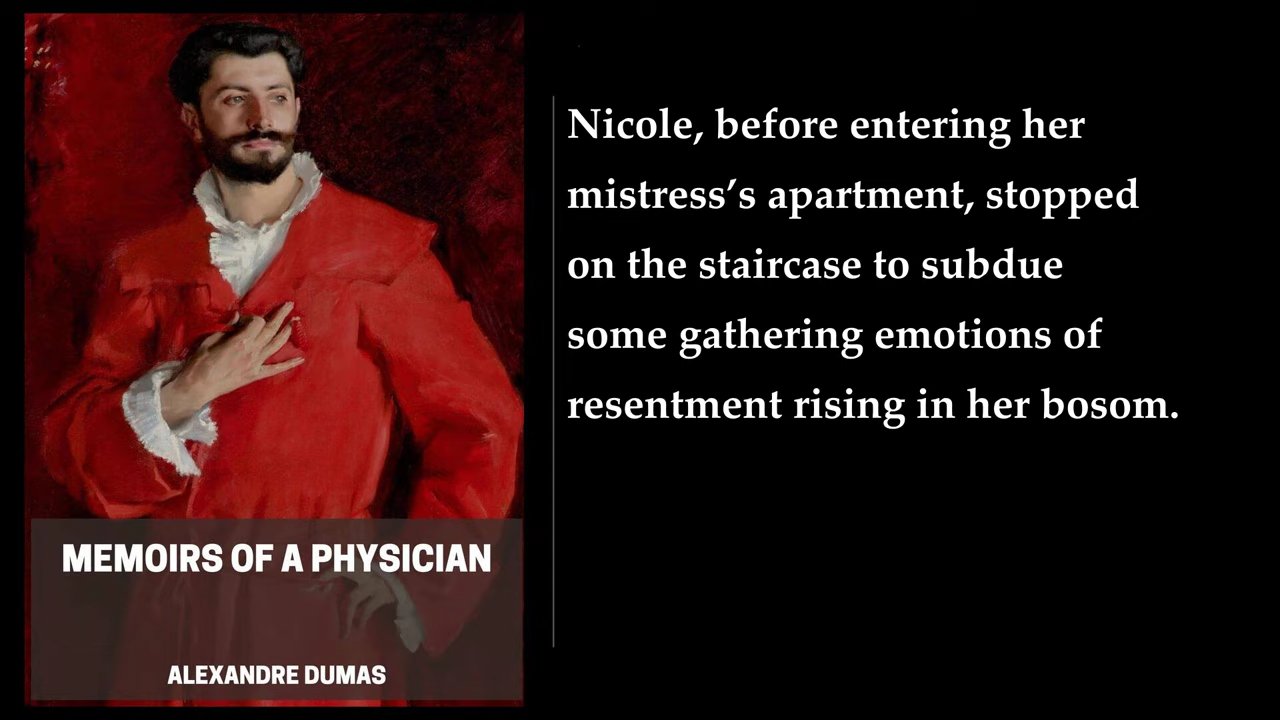 Nicole, before entering her
mistress’s apartment, stopped
on the staircase to subdue
some gathering emotions of
resentment rising in her bosom.
MEMOIRS OF A PHYSICIAN
ALEXANDRE DUMAS